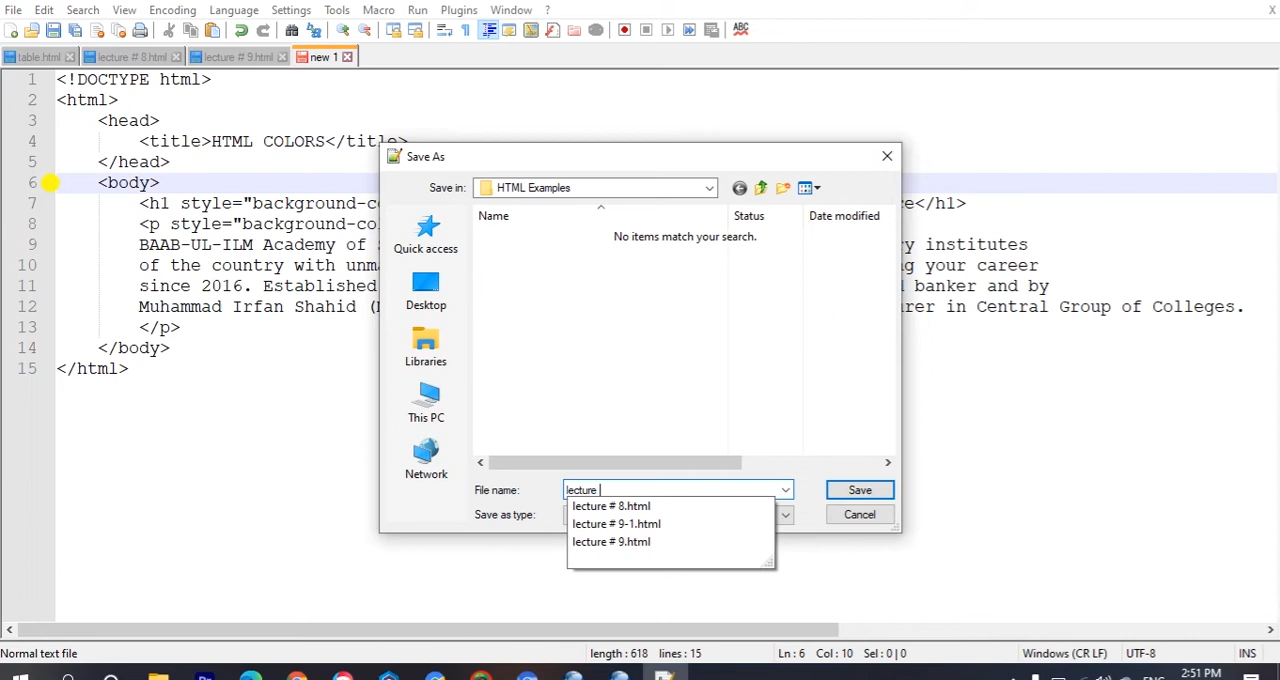 File Edit Search View Encoding Language Settings Tools Macro Run Plugins Window ? X
table.html lecture # 8.html lecture # 9.html new 1
1 <!DOCTYPE html>
2 <html>
3 <head>
4 <title>HTML COLORS</title>
5 </head>
6 <body>
7 <h1 style="background-co e</h1>
8 <p style="background-col
9 BAAB-UL-ILM Academy of y institutes
10 of the country with unma g your career
11 since 2016. Established banker and by
12 Muhammad Irfan Shahid ( rer in Central Group of Colleges.
13 </p>
14 </body>
15 </html>
Save As
Save in: HTML Examples
Name Status Date modified
No items match your search.
Quick access
Desktop
Libraries
This PC
Network
File name: lecture Save
Save as type: Cancel
lecture # 8.html
lecture # 9-1.html
lecture # 9.html
Normal text file length : 618 lines : 15 Ln : 6 Col : 10 Sel : 0 | 0 Windows (CR LF) UTF-8 INS
ENG 2:51 PM